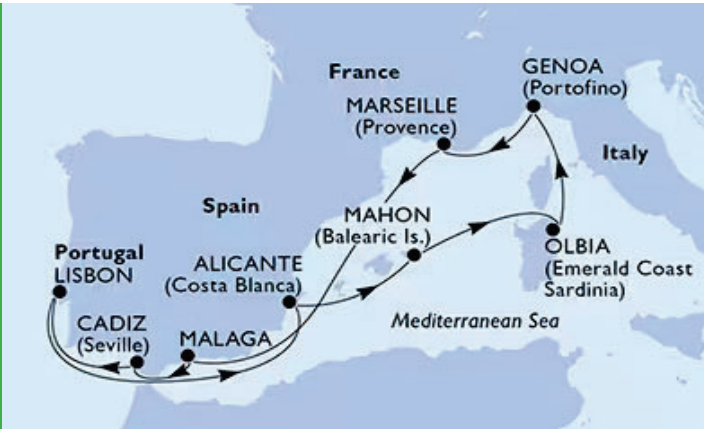 France
GENOA
(Portofino)
MARSEILLE
(Provence)
Italy
Spain
MAHON
(Balearic Is.)
Portugal
LISBON
ALICANTE
(Costa Blanca)
OLBIA
(Emerald Coast
Sardinia)
CADIZ
(Seville)
MALAGA
Mediterranean Sea